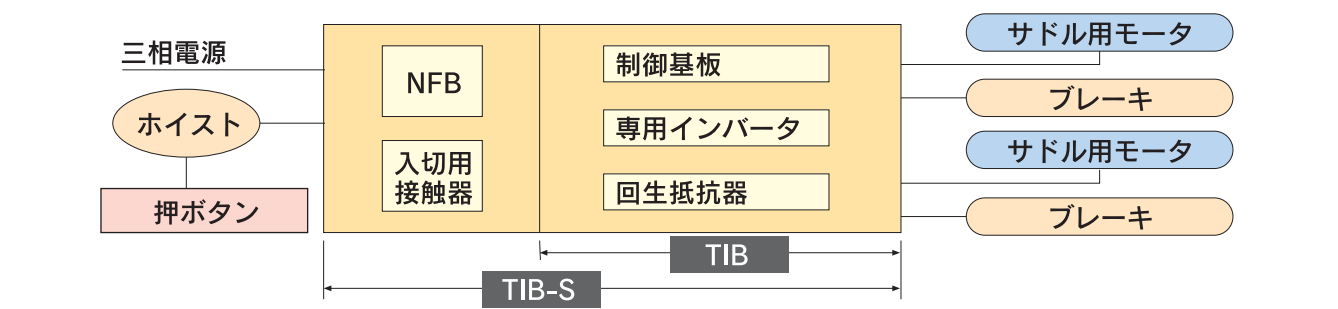 三相電源
ホイスト
押ボタン
NFB
入切用
接触器
制御基板
専用インバータ
回生抵抗器
サドル用モータ
ブレーキ
サドル用モータ
ブレーキ
TIB
TIB-S